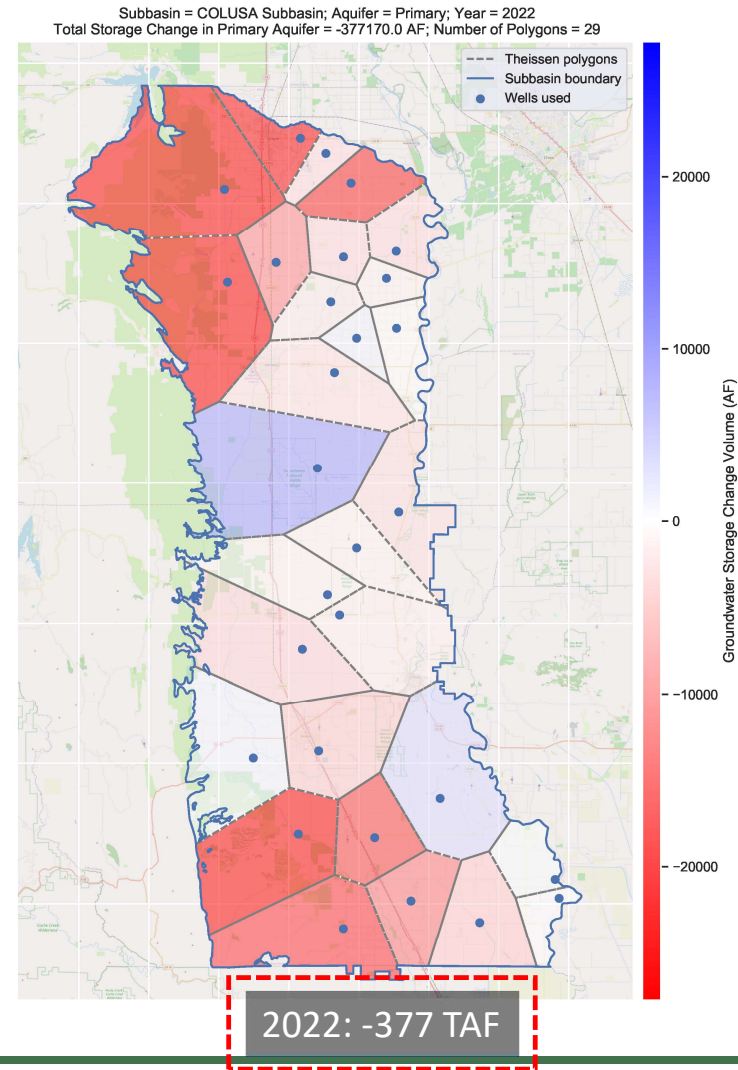 Subbasin = COLUSA Subbasin; Aquifer = Primary; Year = 2022
Total Storage Change in Primary Aquifer = -377170.0 AF; Number of Polygons = 29
Theissen polygons
Subbasin boundary
Wells used
20000
10000
0
−10000
−20000
Groundwater Storage Change Volume (AF)
2022: -377 TAF